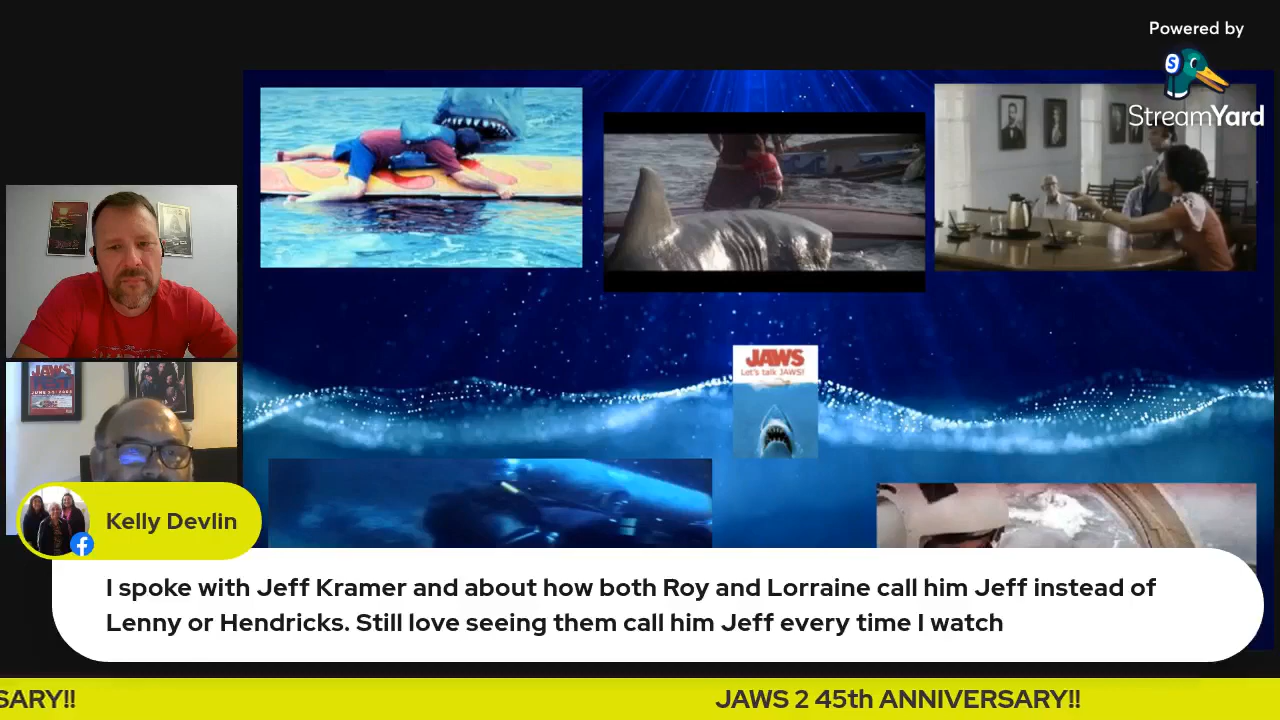 Powered by
StreamYard
JAWS
Let's talk JAWS!
JAWS
Kelly Devlin
I spoke with Jeff Kramer and about how both Roy and Lorraine call him Jeff instead of
Lenny or Hendricks. Still love seeing them call him Jeff every time I watch
SARY!!
JAWS 2 45th ANNIVERSARY!!